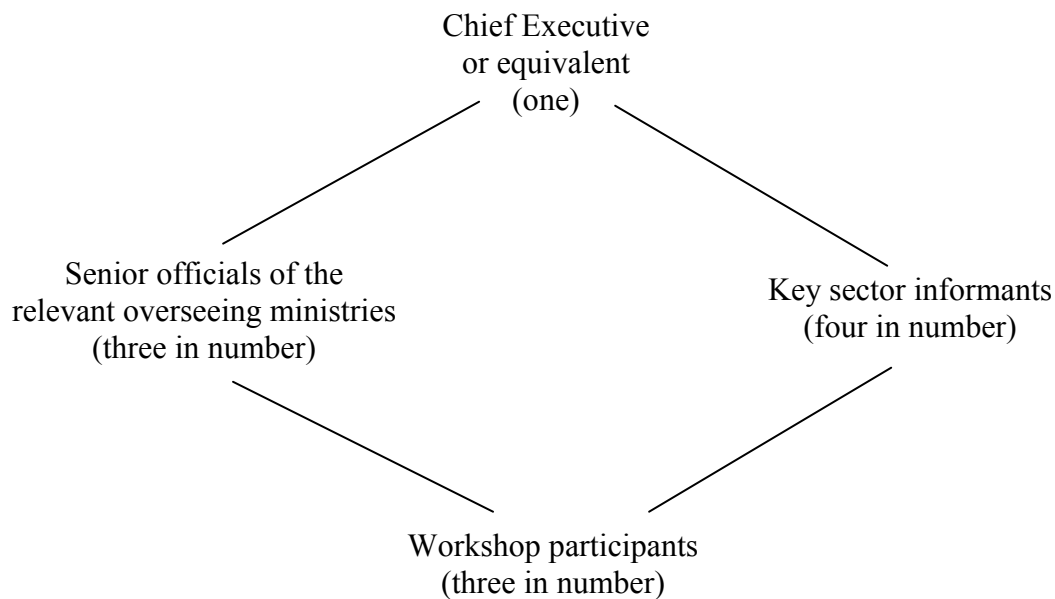 Chief Executive
or equivalent
(one)
Senior officials of the
relevant overseeing ministries
(three in number)
Key sector informants
(four in number)
Workshop participants
(three in number)